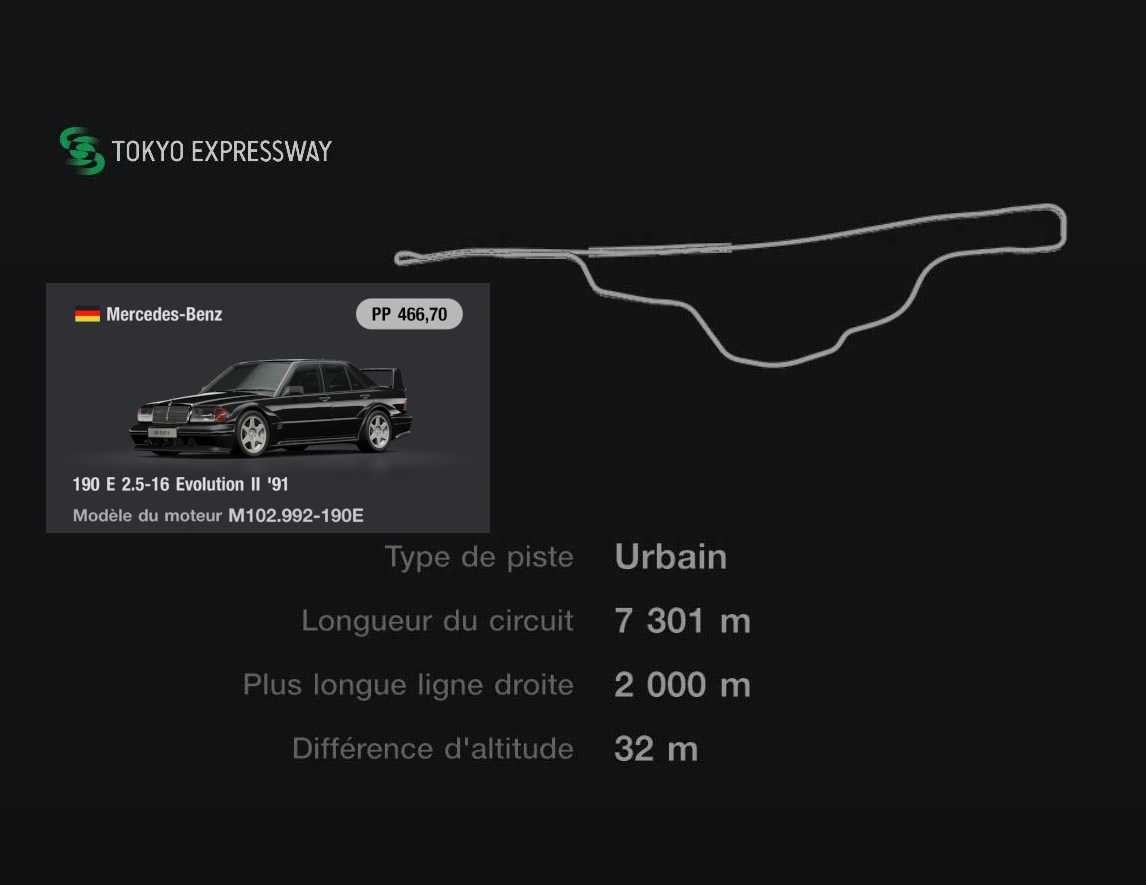 TOKYO EXPRESSWAY
Mercedes-Benz
PP 466,70
190 E 2.5-16 Evolution II '91
Modèle du moteur M102.992-190E
Type de piste Urbain
Longueur du circuit 7 301 m
Plus longue ligne droite 2 000 m
Différence d'altitude 32 m